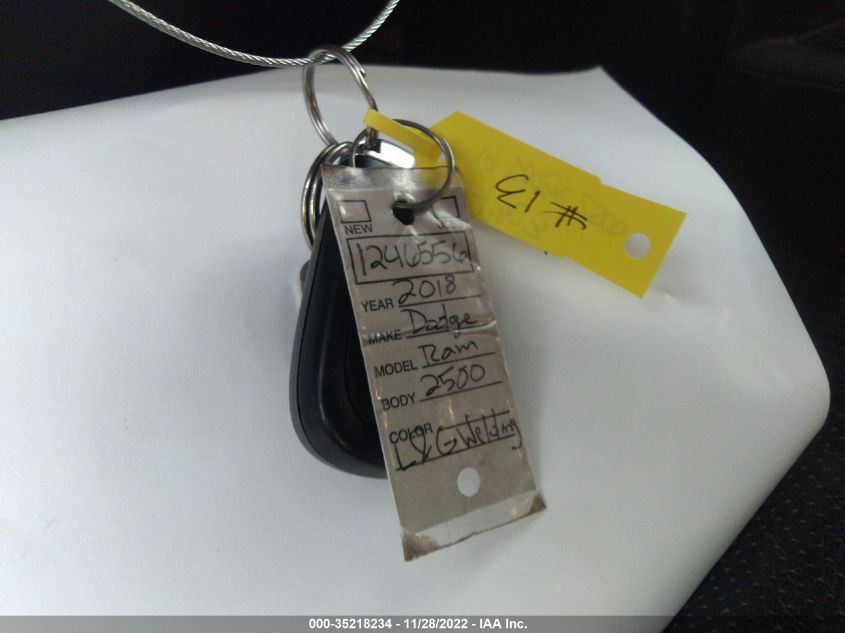 # 13
NEW
1246556
YEAR 2018
MAKE Dodge
MODEL Ram
BODY 2500
COLOR
L & G Welding
000-35218234 - 11/28/2022 - IAA Inc.